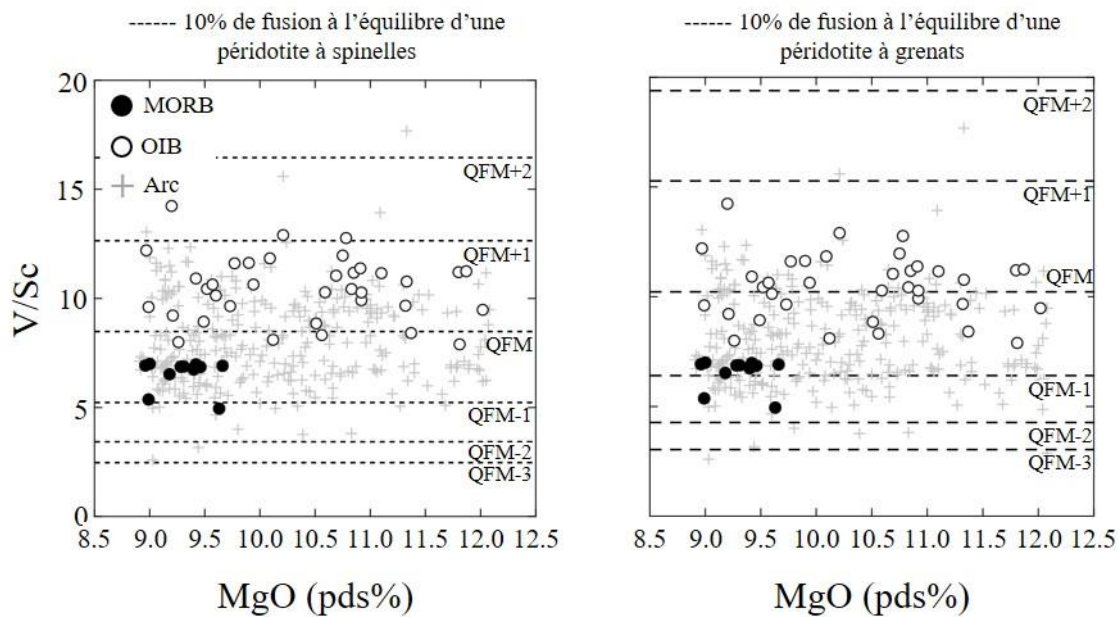 ------ 10% de fusion à l’équilibre d’une
péridotite à spinelles
20
15
10
5
0
V/Sc
MORB
OIB
Arc
QFM+2
QFM+1
QFM
QFM-1
QFM-2
QFM-3
8.5 9.0 9.5 10.0 10.5 11.0 11.5 12.0 12.5
MgO (pds%)
------ 10% de fusion à l’équilibre d’une
péridotite à grenats
QFM+2
QFM+1
QFM
QFM-1
QFM-2
QFM-3
8.5 9.0 9.5 10.0 10.5 11.0 11.5 12.0 12.5
MgO (pds%)